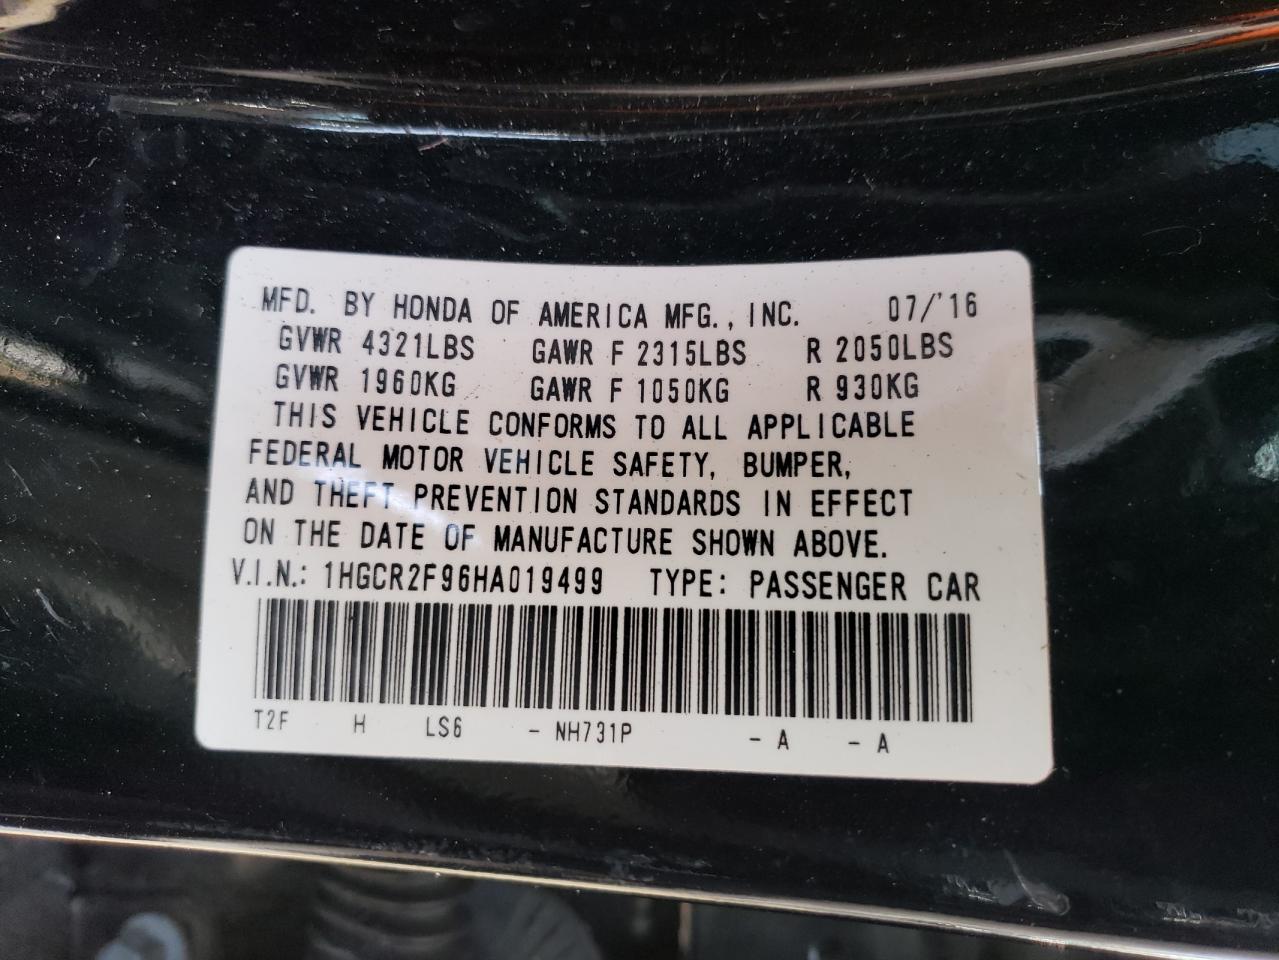 MFD. BY HONDA OF AMERICA MFG., INC. 07/'16
GVWR 4321LBS GAWR F 2315LBS R 2050LBS
GVWR 1960KG GAWR F 1050KG R 930KG
THIS VEHICLE CONFORMS TO ALL APPLICABLE
FEDERAL MOTOR VEHICLE SAFETY, BUMPER,
AND THEFT PREVENTION STANDARDS IN EFFECT
ON THE DATE OF MANUFACTURE SHOWN ABOVE.
V.I.N.: 1HGCR2F96HA019499 TYPE: PASSENGER CAR
T2F H LS6 - NH731P - A - A